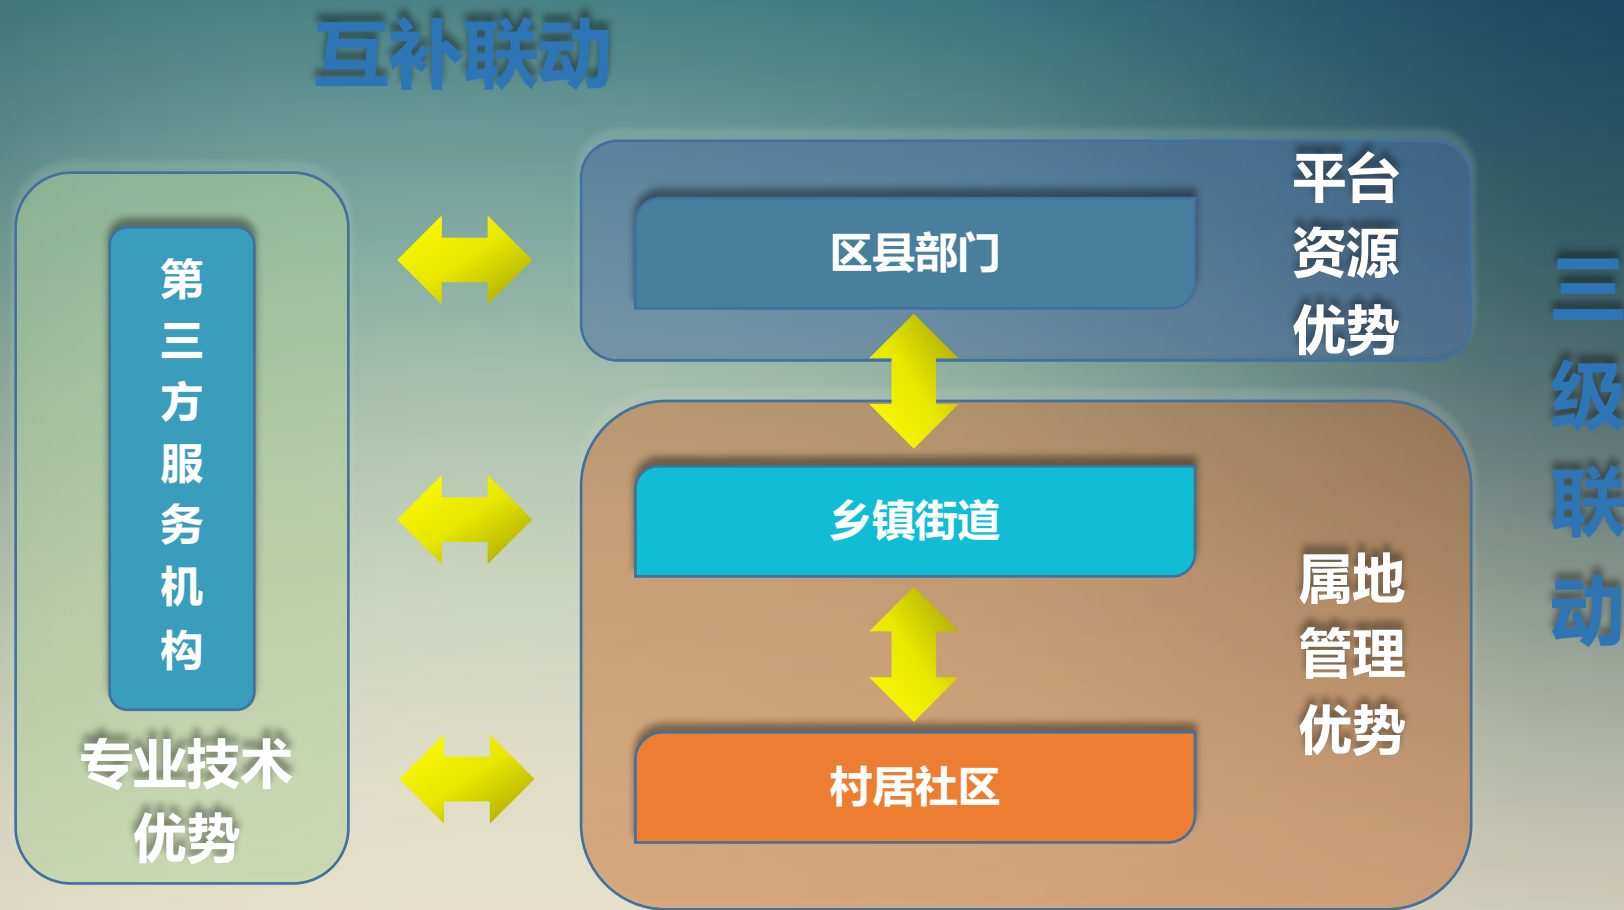 互补联动
第
三
方
服
务
机
构
专业技术
优势
区县部门
平台
资源
优势
乡镇街道
村居社区
属地
管理
优势
三
级
联
动